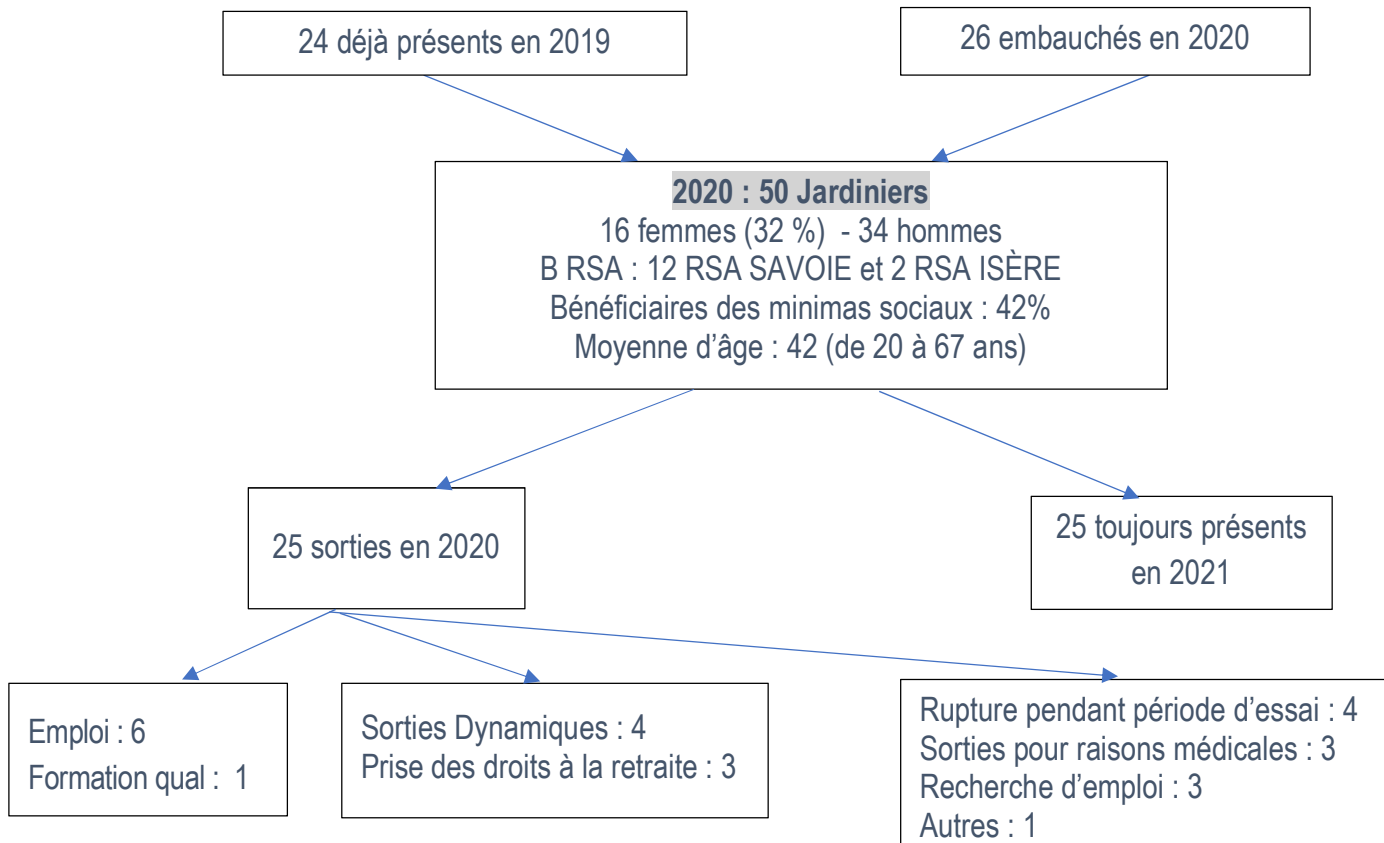 24 déjà présents en 2019
26 embauchés en 2020
2020 : 50 Jardiniers
16 femmes (32 %)  - 34 hommes
B RSA : 12 RSA SAVOIE et 2 RSA ISÈRE
Bénéficiaires des minimas sociaux : 42%
Moyenne d’âge : 42 (de 20 à 67 ans)
25 sorties en 2020
25 toujours présents
en 2021
Emploi : 6
Formation qual :  1
Sorties Dynamiques : 4
Prise des droits à la retraite : 3
Rupture pendant période d’essai : 4
Sorties pour raisons médicales : 3
Recherche d’emploi : 3
Autres : 1